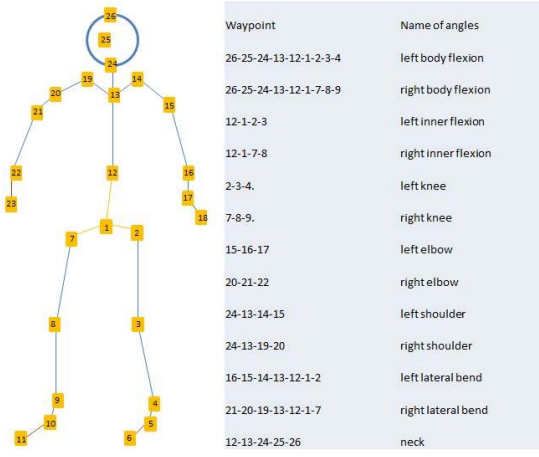 26
25
24
19
14
20
13
15
21
22
12
16
23
17
18
1
2
7
8
3
9
4
10
5
11
6
Waypoint Name of angles
26-25-24-13-12-1-2-3-4 left body flexion
26-25-24-13-12-1-7-8-9 right body flexion
12-1-2-3 left inner flexion
12-1-7-8 right inner flexion
2-3-4. left knee
7-8-9. right knee
15-16-17 left elbow
20-21-22 right elbow
24-13-14-15 left shoulder
24-13-19-20 right shoulder
16-15-14-13-12-1-2 left lateral bend
21-20-19-13-12-1-7 right lateral bend
12-13-24-25-26 neck